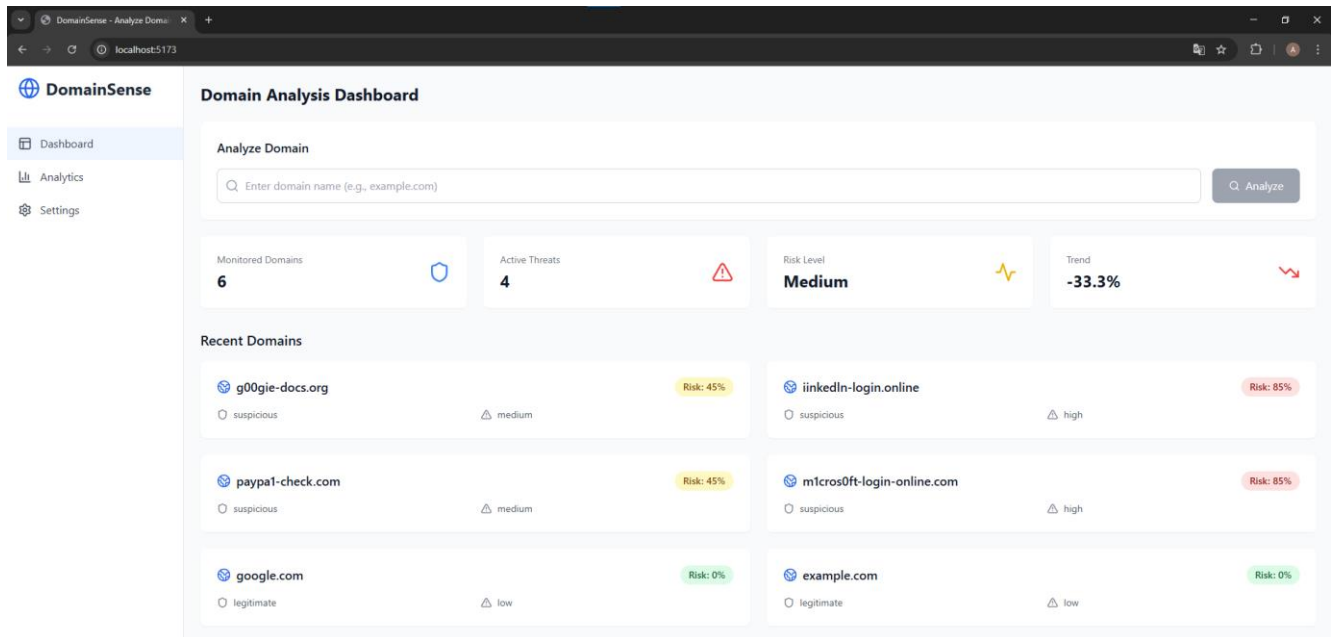 DomainSense - Analyze Domai
localhost:5173
A
DomainSense
Dashboard
Analytics
Settings
Domain Analysis Dashboard
Analyze Domain
Enter domain name (e.g., example.com)
Analyze
Monitored Domains
6
Active Threats
4
Risk Level
Medium
Trend
-33.3%
Recent Domains
g00gie-docs.org
Risk: 45%
suspicious
medium
iinkedln-login.online
Risk: 85%
suspicious
high
paypa1-check.com
Risk: 45%
suspicious
medium
m1cros0ft-login-online.com
Risk: 85%
suspicious
high
google.com
Risk: 0%
legitimate
low
example.com
Risk: 0%
legitimate
low